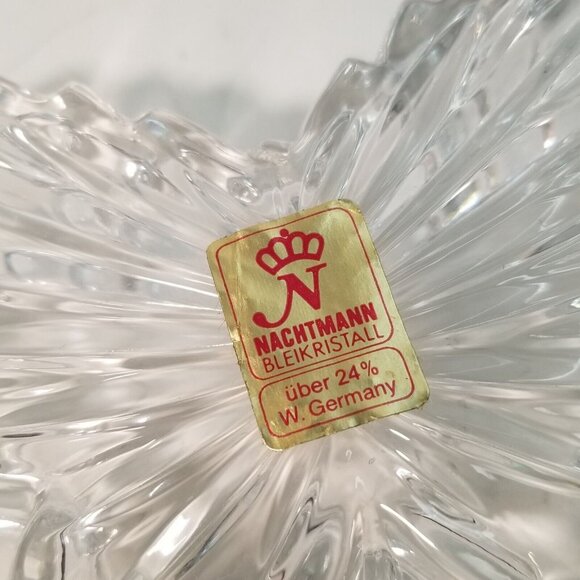 N
NACHTMANN
BLEIKRISTALL
über 24%
W. Germany